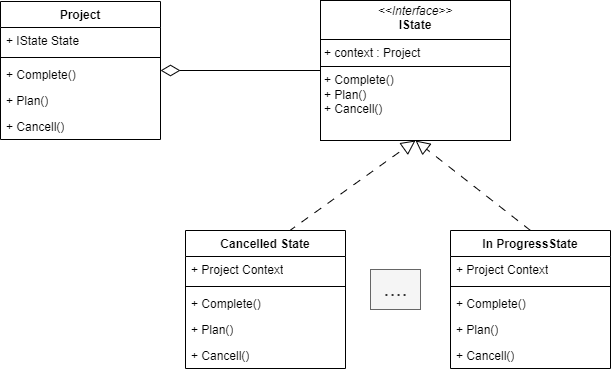 Project
+ IState State
+ Complete()
+ Plan()
+ Cancell()
<<Interface>>
IState
+ context : Project
+ Complete()
+ Plan()
+ Cancel()
Cancelled State
+ Project Context
+ Complete()
+ Plan()
+ Cancell()
....
In ProgressState
+ Project Context
+ Complete()
+ Plan()
+ Cancell()